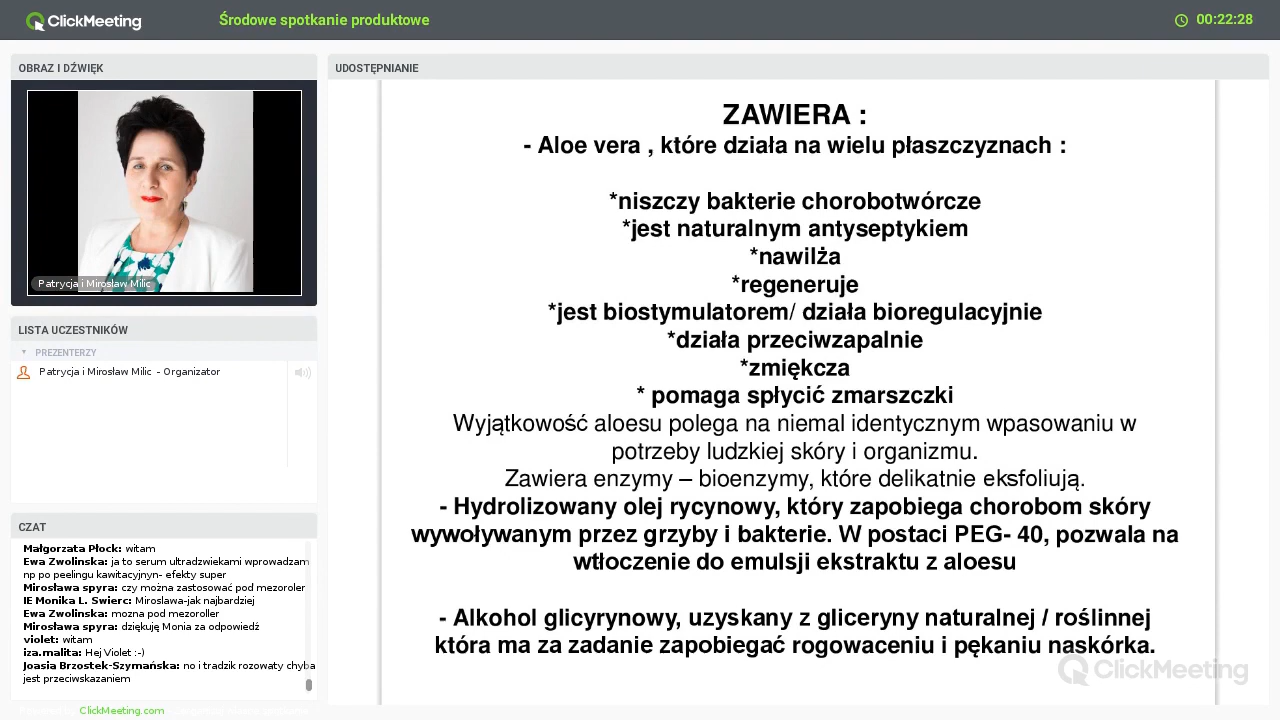 ClickMeeting
Środowe spotkanie produktowe
00:22:28
OBRAZ I DŹWIĘK
Patrycja i Mirosław Milic
LISTA UCZESTNIKÓW
PREZENTERZY
Patrycja i Mirosław Milic - Organizator
CZAT
Małgorzata Płock: witam
Ewa Zwolinska: ja to serum ultradzwiekami wprowadzam
np po peelingu kawitacyjnyn- efekty super
Mirosława spyra: czy można zastosować pod mezoroler
IE Monika L. Swierc: Miroslawa-jak najbardziej
Ewa Zwolinska: mozna pod mezoroller
Mirosława spyra: dziękuję Monia za odpowiedź
violet: witam
iza.malita: Hej Violet :-)
Joasia Brzostek-Szymańska: no i tradzik rozowaty chyba
jest przeciwskazaniem
ClickMeeting.com
UDOSTĘPNIANIE
ZAWIERA :
- Aloe vera , które działa na wielu płaszczyznach :
*niszczy bakterie chorobotwórcze
*jest naturalnym antyseptykiem
*nawilża
*regeneruje
*jest biostymulatorem/ działa bioregulacyjnie
*działa przeciwzapalnie
*zmiękcza
* pomaga spłycić zmarszczki
Wyjątkowość aloesu polega na niemal identycznym wpasowaniu w
potrzeby ludzkiej skóry i organizmu.
Zawiera enzymy – bioenzymy, które delikatnie eksfoliują.
- Hydrolizowany olej rycynowy, który zapobiega chorobom skóry
wywoływanym przez grzyby i bakterie. W postaci PEG- 40, pozwala na
wtłoczenie do emulsji ekstraktu z aloesu
- Alkohol glicyrynowy, uzyskany z gliceryny naturalnej / roślinnej
która ma za zadanie zapobiegać rogowaceniu i pękaniu naskórka.
ClickMeeting